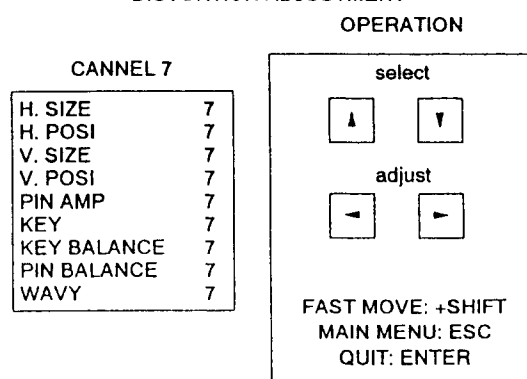 OPERATION
CANNEL 7
H. SIZE 7
H. POSI 7
V. SIZE 7
V. POSI 7
PIN AMP 7
KEY 7
KEY BALANCE 7
PIN BALANCE 7
WAVY 7
select
adjust
FAST MOVE: +SHIFT
MAIN MENU: ESC
QUIT: ENTER